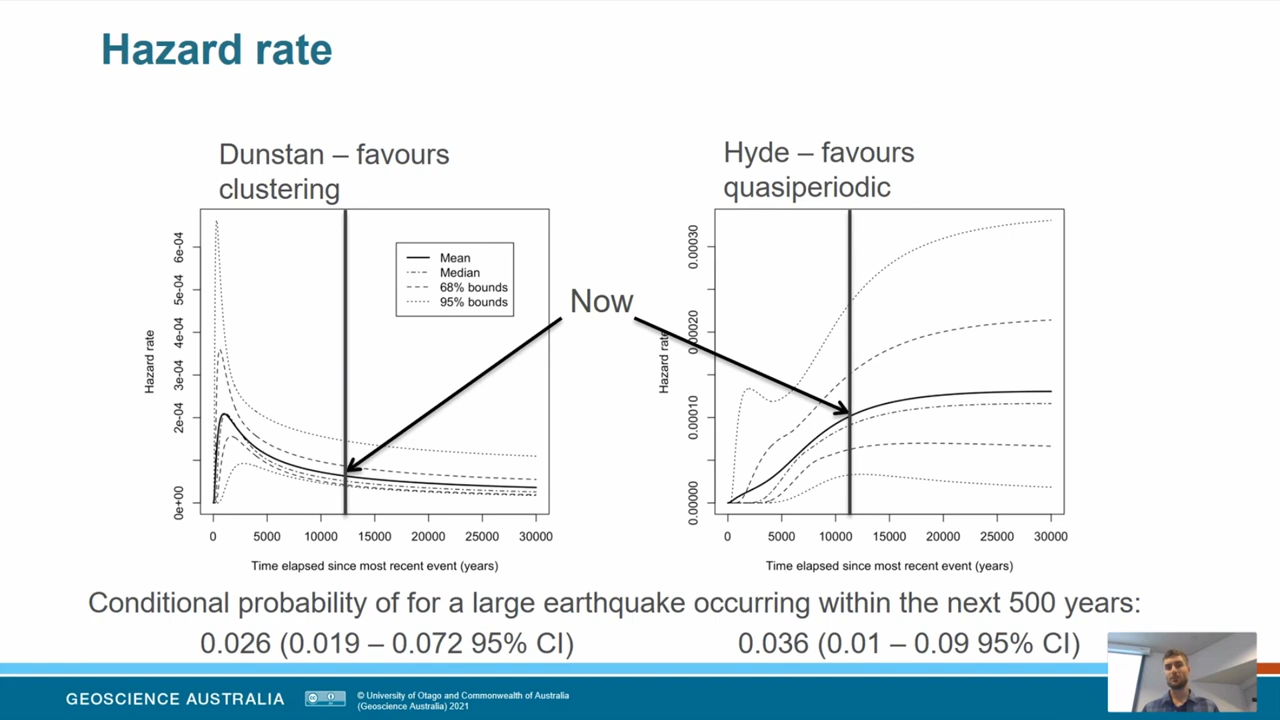 Hazard rate
Dunstan – favours
clustering
Hyde – favours
quasiperiodic
Hazard rate
0e+00
2e-04
3e-04
4e-04
5e-04
6e-04
Mean
Median
68% bounds
95% bounds
0 5000 10000 15000 20000 25000 30000
Time elapsed since most recent event (years)
Now
Hazard rate
0.00000
0.00010
0.00020
0.00030
0 5000 10000 15000 20000 25000 30000
Time elapsed since most recent event (years)
Conditional probability of for a large earthquake occurring within the next 500 years:
0.026 (0.019 – 0.072 95% CI)
0.036 (0.01 – 0.09 95% CI)
GEOSCIENCE AUSTRALIA
© University of Otago and Commonwealth of Australia
(Geoscience Australia) 2021